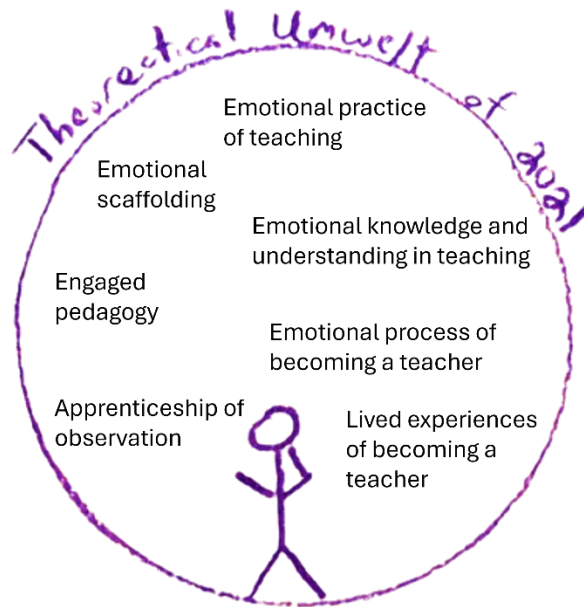 Theorectical Umwelt of 2021
Emotional practice
of teaching
Emotional
scaffolding
Emotional knowledge and
understanding in teaching
Engaged
pedagogy
Emotional process of
becoming a teacher
Apprenticeship of
observation
Lived experiences
of becoming a
teacher